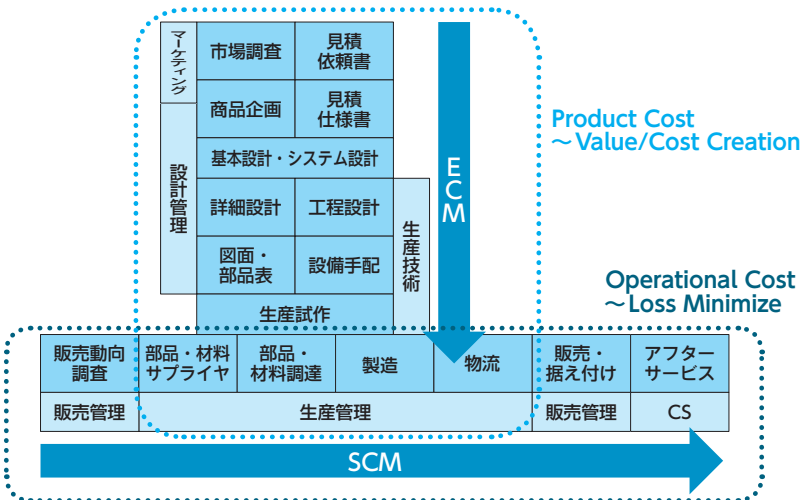 マーケティング
市場調査
見積
依頼書
商品企画
見積
仕様書
設計管理
基本設計・システム設計
詳細設計
工程設計
図面・
部品表
設備手配
生産技術
生産試作
ECM
Product Cost
～Value/Cost Creation
Operational Cost
～Loss Minimize
販売動向
調査
部品・材料
サプライヤ
部品・
材料調達
製造
物流
販売・
据え付け
アフター
サービス
販売管理
生産管理
販売管理
CS
SCM